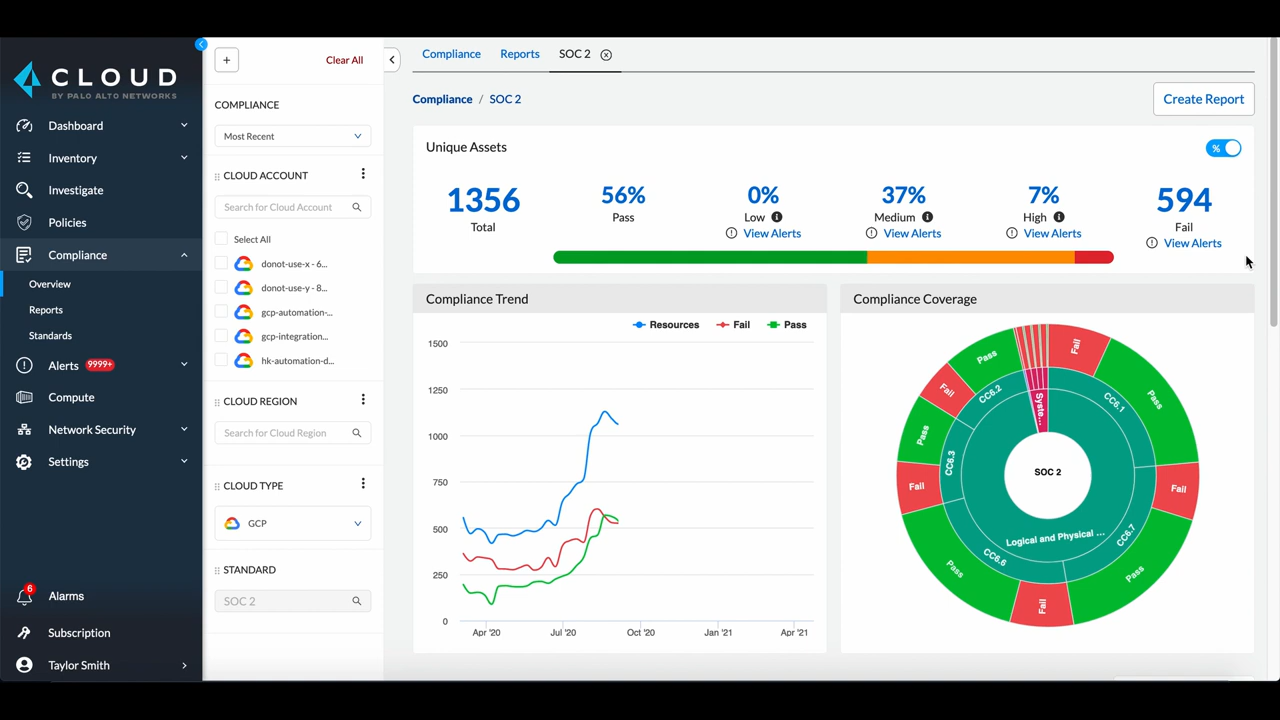 CLOUD
BY PALO ALTO NETWORKS
Dashboard
Inventory
Investigate
Policies
Compliance
Overview
Reports
Standards
Alerts 9999+
Compute
Network Security
Settings
6
Alarms
Subscription
Taylor Smith
+ Clear All
COMPLIANCE
Most Recent
CLOUD ACCOUNT
Search for Cloud Account
Select All
donot-use-x - 6...
donot-use-y - 8...
gcp-automation-...
gcp-integration...
hk-automation-d...
CLOUD REGION
Search for Cloud Region
CLOUD TYPE
GCP
STANDARD
SOC 2
Compliance Reports SOC 2
Compliance / SOC 2
Create Report
Unique Assets
%
1356
Total
56%
Pass
0%
Low
View Alerts
37%
Medium
View Alerts
7%
High
View Alerts
594
Fail
View Alerts
Compliance Trend
Resources Fail Pass
1500
1250
1000
750
500
250
0
Apr '20 Jul '20 Oct '20 Jan '21 Apr '21
Compliance Coverage
SOC 2
Syste...
Logical and Physical ...
CC6.1
CC6.7
CC6.6
CC6.3
CC6.2
Fail
Pass
Fail
Pass
Fail
Pass
Fail
Pass
Fail
Pass